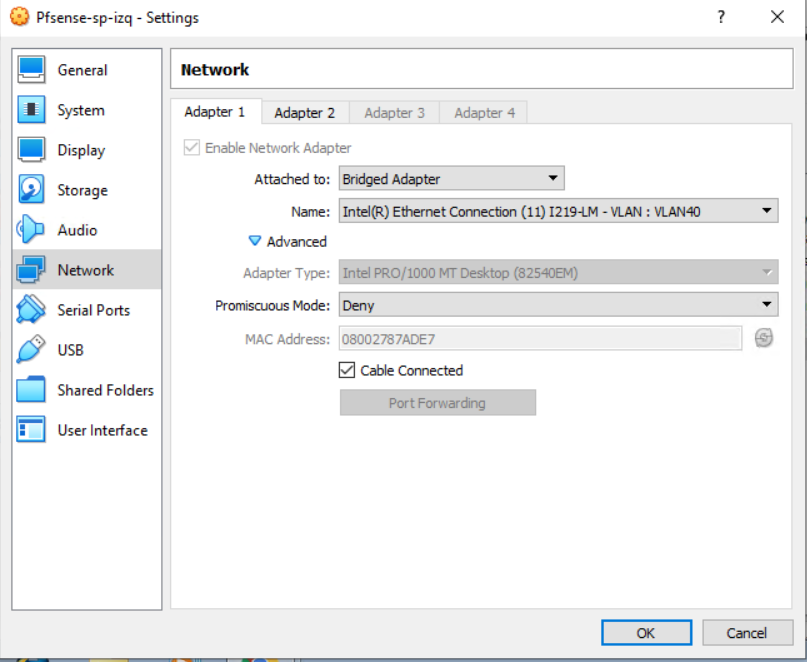 Pfsense-sp-izq - Settings
?
General
System
Display
Storage
Audio
Network
Serial Ports
USB
Shared Folders
User Interface
Network
Adapter 1 Adapter 2 Adapter 3 Adapter 4
Enable Network Adapter
Attached to: Bridged Adapter
Name: Intel(R) Ethernet Connection (11) I219-LM - VLAN : VLAN40
Advanced
Adapter Type: Intel PRO/1000 MT Desktop (82540EM)
Promiscuous Mode: Deny
MAC Address: 08002787ADE7
Cable Connected
Port Forwarding
OK Cancel